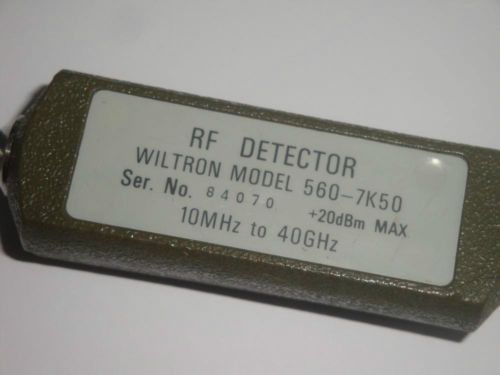 RF DETECTOR
WILTRON MODEL 560-7K50
Ser. No. 84070 +20dBm MAX
10MHz to 40GHz